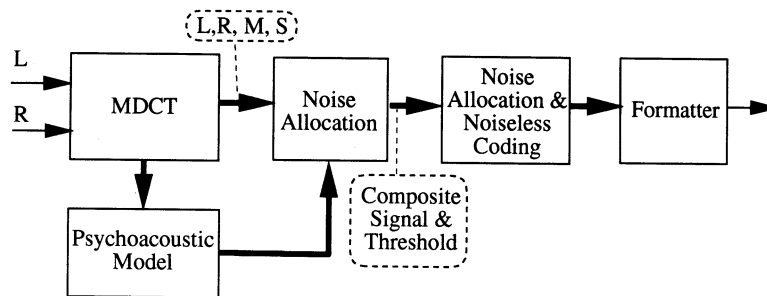 L,R, M, S
L
R
MDCT
Noise
Allocation
Noise
Allocation &
Noiseless
Coding
Formatter
Composite
Signal &
Threshold
Psychoacoustic
Model